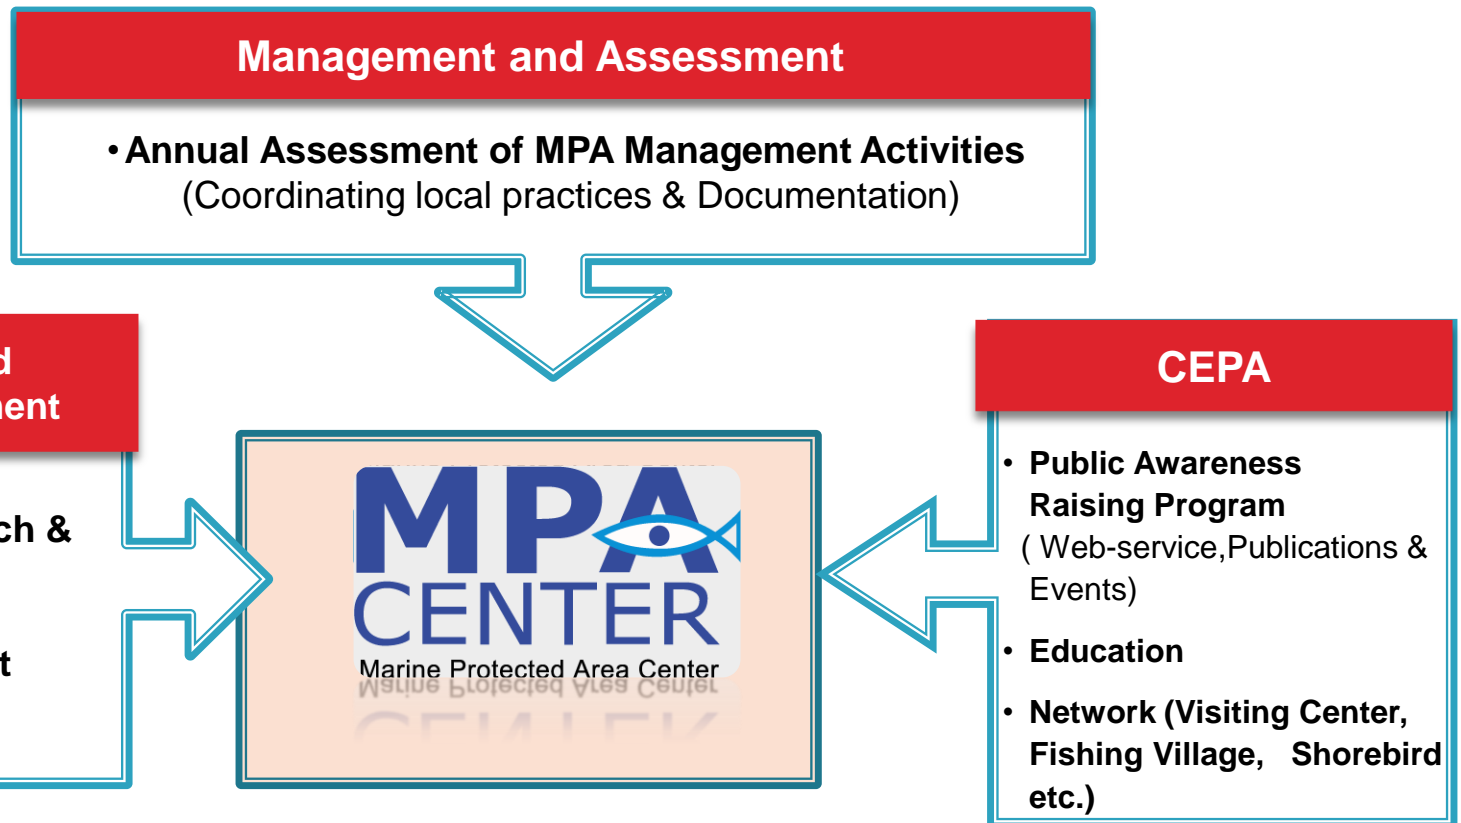 Management and Assessment
• Annual Assessment of MPA Management Activities
(Coordinating local practices & Documentation)
CEPA
• Public Awareness
Raising Program
( Web-service,Publications &
Events)
• Education
• Network (Visiting Center,
Fishing Village, Shorebird
etc.)
&
MPA
CENTER
Marine Protected Area Center